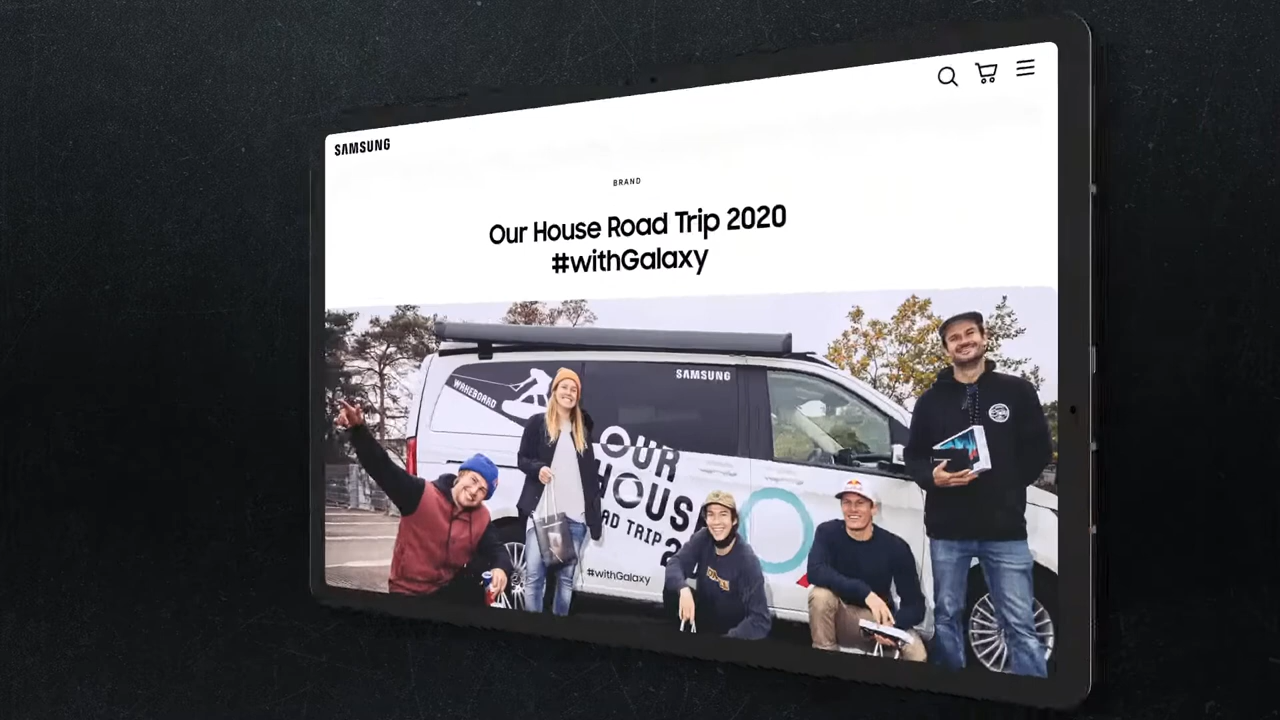 SAMSUNG
BRAND
Our House Road Trip 2020
#withGalaxy
WAKEBOARD
SAMSUNG
OUR
HOUSE
AD TRIP
2
#withGalaxy